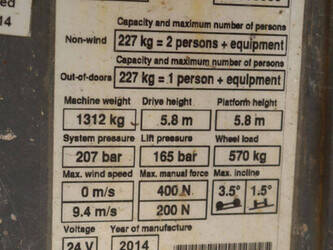 14
Capacity and maximum number of persons
Non-wind 227 kg = 2 persons + equipment
Capacity and maximum number of persons
Out-of-doors 227 kg = 1 person + equipment
Machine weight Drive height Platform height
1312 kg 5.8 m 5.8 m
System pressure Lift pressure Wheel load
207 bar 165 bar 570 kg
Max. wind speed Max. manual force Max. incline
0 m/s 400 N 3.5° 1.5°
9.4 m/s 200 N
Voltage Year of manufacture
24 V 2014